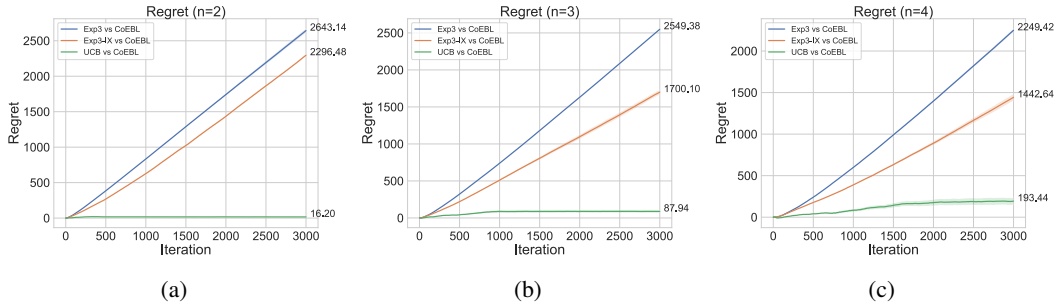 Regret (n=2)
Exp3 vs CoEBL
Exp3-IX vs CoEBL
UCB vs CoEBL
2643.14
2296.48
16.20
Regret
2500
2000
1500
1000
500
0
0 500 1000 1500 2000 2500 3000
Iteration
(a)
Regret (n=3)
Exp3 vs CoEBL
Exp3-IX vs CoEBL
UCB vs CoEBL
2549.38
1700.10
87.94
Regret
2500
2000
1500
1000
500
0
0 500 1000 1500 2000 2500 3000
Iteration
(b)
Regret (n=4)
Exp3 vs CoEBL
Exp3-IX vs CoEBL
UCB vs CoEBL
2249.42
1442.64
193.44
Regret
2000
1500
1000
500
0
0 500 1000 1500 2000 2500 3000
Iteration
(c)